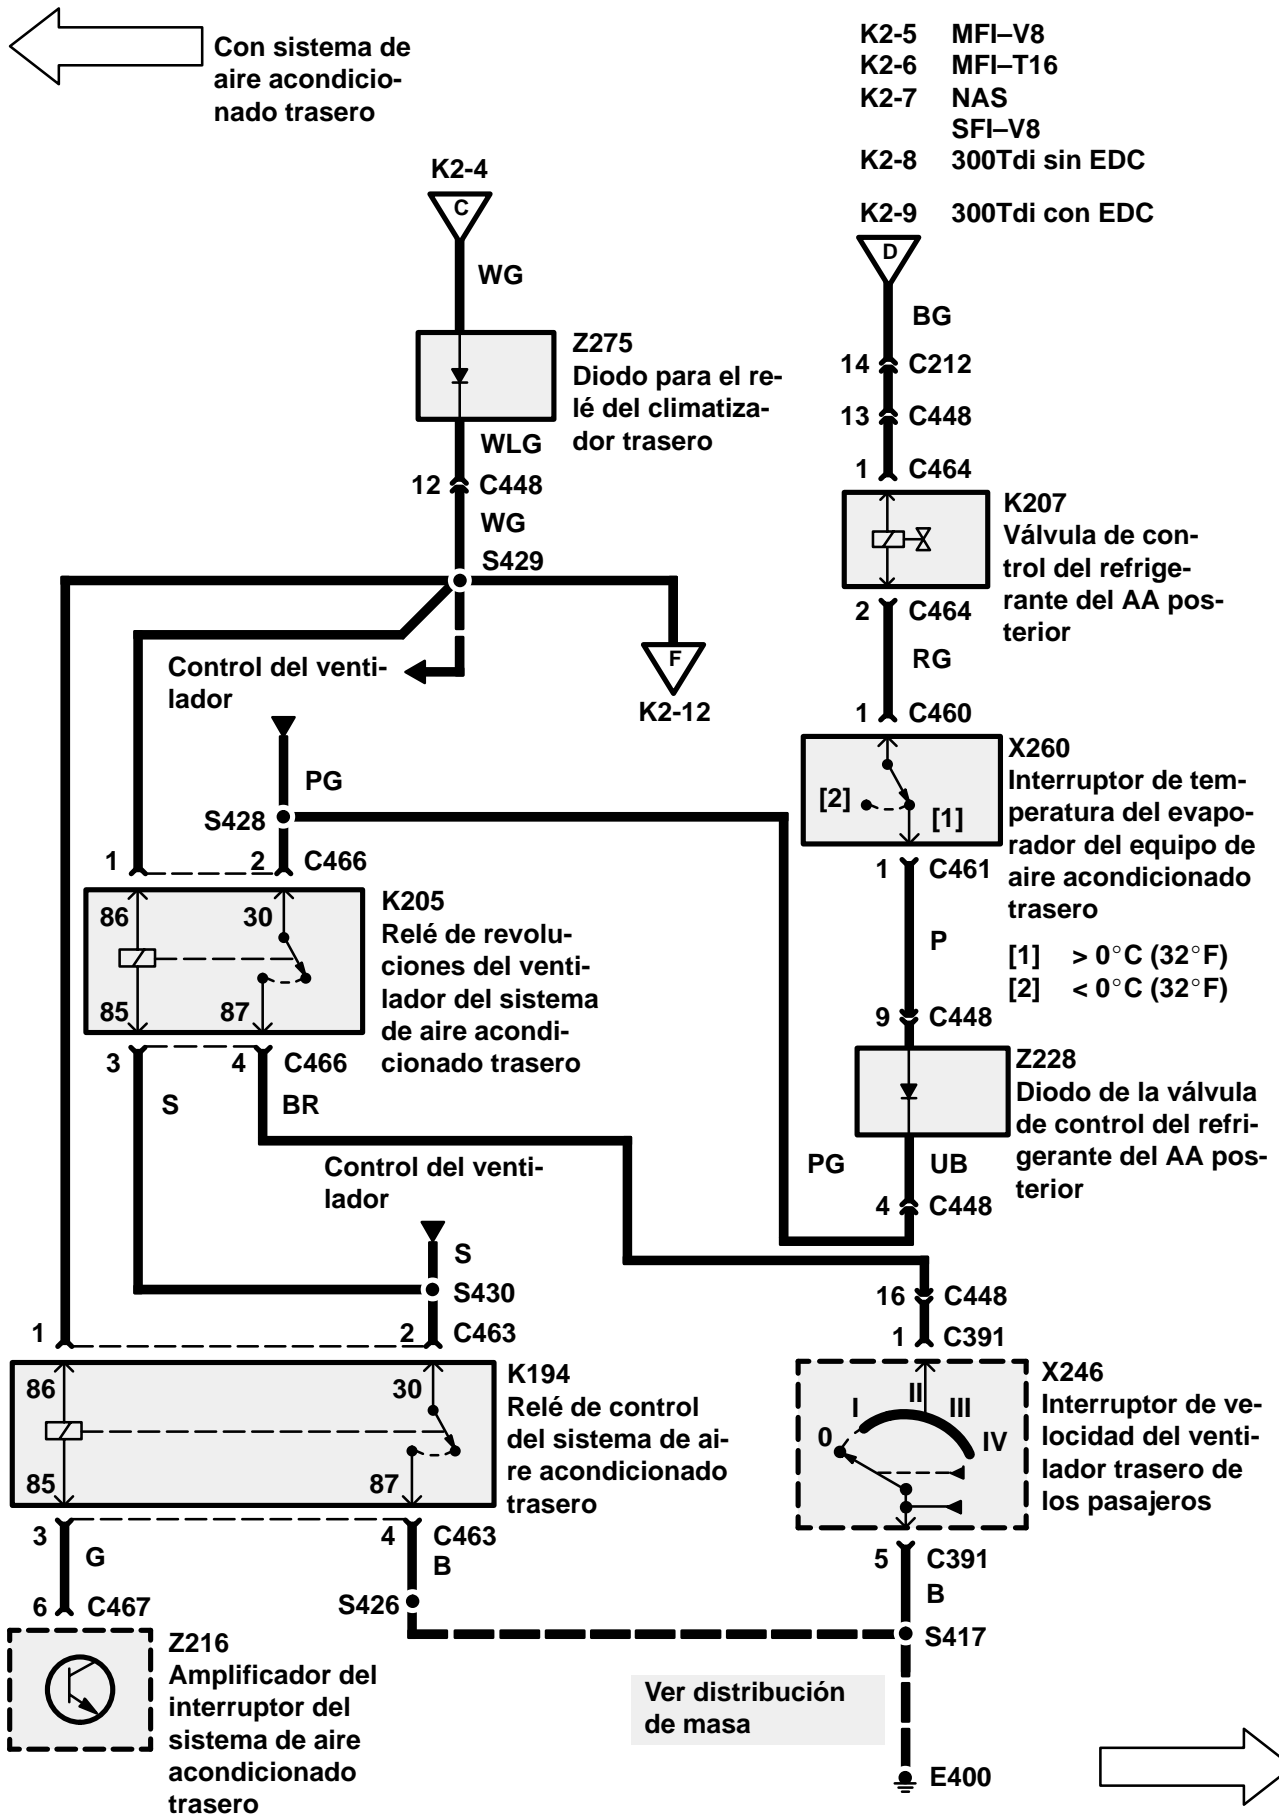 Con sistema de
aire acondicio-
nado trasero
K2-5 MFI–V8
K2-6 MFI–T16
K2-7 NAS
SFI–V8
K2-8 300Tdi sin EDC
K2-9 300Tdi con EDC
K2-4
C
WG
Z275
Diodo para el re-
lé del climatiza-
dor trasero
WLG
12 C448
WG
S429
D
BG
14 C212
13 C448
1 C464
K207
Válvula de con-
trol del refrige-
rante del AA pos-
terior
2 C464
RG
1 C460
Control del venti-
lador
F
K2-12
PG
S428
1 2 C466
86 30
85 87
K205
Relé de revolu-
ciones del venti-
lador del sistema
de aire acondi-
cionado trasero
3 4 C466
S BR
X260
Interruptor de tem-
peratura del evapo-
rador del equipo de
aire acondicionado
trasero
[2]
[1]
[1] > 0°C (32°F)
[2] < 0°C (32°F)
1 C461
P
9 C448
Z228
Diodo de la válvula
de control del refri-
gerante del AA pos-
terior
PG UB
4 C448
Control del venti-
lador
S
S430
1 2 C463
86 30
85 87
K194
Relé de control
del sistema de ai-
re acondicionado
trasero
16 C448
1 C391
X246
Interruptor de ve-
locidad del venti-
lador trasero de
los pasajeros
0 I II III IV
3 4 C463
G B
6 C467
S426
5 C391
B
S417
Z216
Amplificador del
interruptor del
sistema de aire
acondicionado
trasero
Ver distribución
de masa
E400